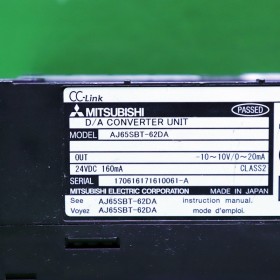 CC-Link
MITSUBISHI PASSED
D/A CONVERTER UNIT
MODEL AJ65SBT-62DA
OUT -10~10V/0~20mA
24VDC 160mA CLASS2
SERIAL 170616171610061-A
MITSUBISHI ELECTRIC CORPORATION MADE IN JAPAN
See AJ65SBT-62DA instruction manual.
Voyez AJ65SBT-62DA mode d'emploi.